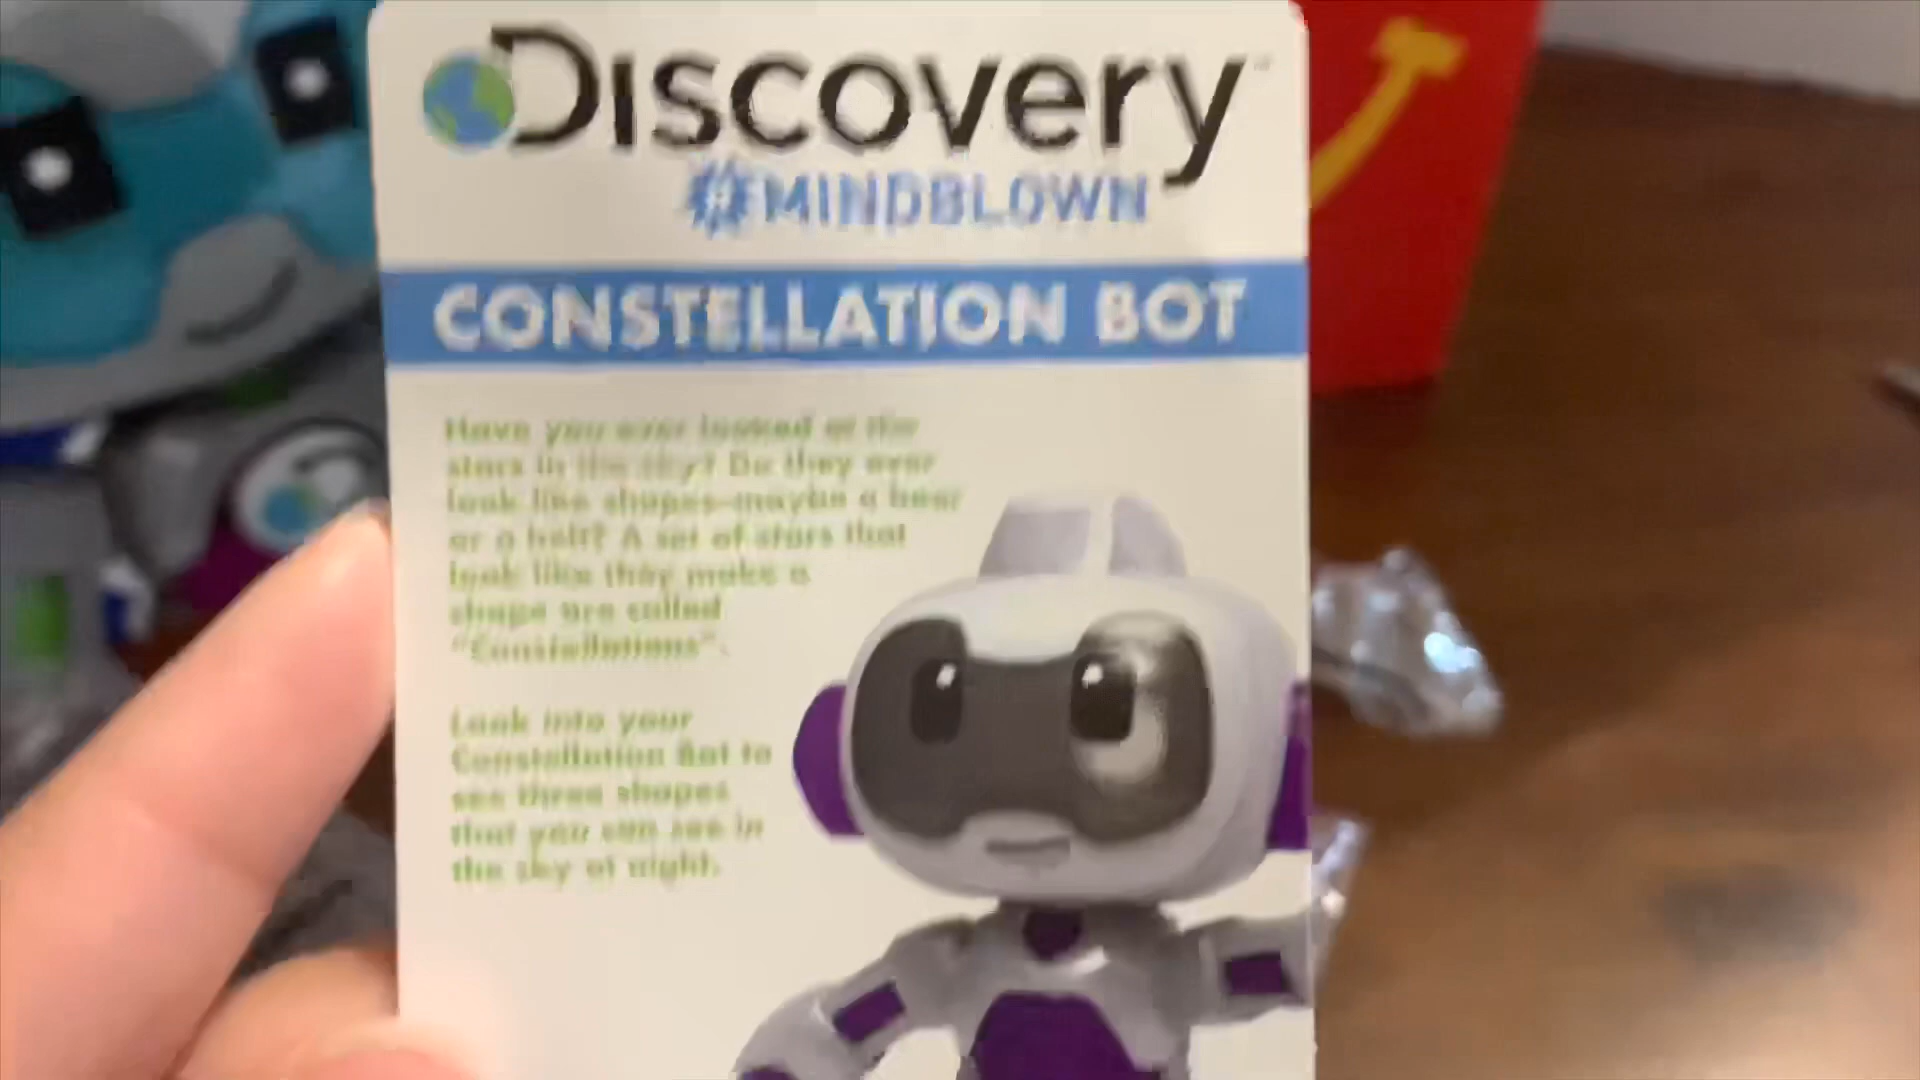 Discovery™
#MINDBLOWN
CONSTELLATION BOT
Have you ever looked at the
stars in the sky? Do they ever
look like shapes–maybe a bear
or a belt? A set of stars that
look like they make a
shape are called
"Constellations".
Look into your
Constellation Bot to
see three shapes
that you can see in
the sky at night.